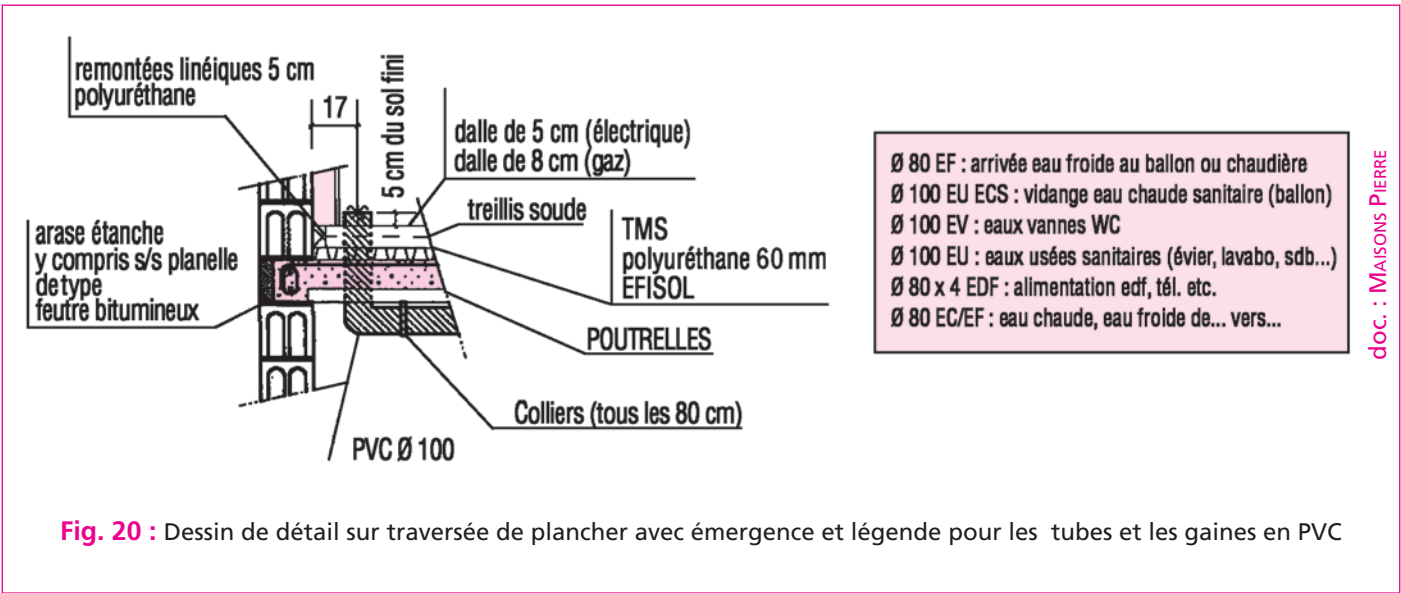 remontées linéiques 5 cm
polyuréthane
17
5 cm du sol fini
dalle de 5 cm (électrique)
dalle de 8 cm (gaz)
treillis soude
TMS
polyuréthane 60 mm
EFISOL
arase étanche
y compris s/s planelle
de type
feutre bitumineux
POUTRELLES
Colliers (tous les 80 cm)
PVC Ø 100
Ø 80 EF : arrivée eau froide au ballon ou chaudière
Ø 100 EU ECS : vidange eau chaude sanitaire (ballon)
Ø 100 EV : eaux vannes WC
Ø 100 EU : eaux usées sanitaires (évier, lavabo, sdb...)
Ø 80 x 4 EDF : alimentation edf, tél. etc.
Ø 80 EC/EF : eau chaude, eau froide de... vers...
doc. : MAISONS PIERRE
Fig. 20 : Dessin de détail sur traversée de plancher avec émergence et légende pour les tubes et les gaines en PVC